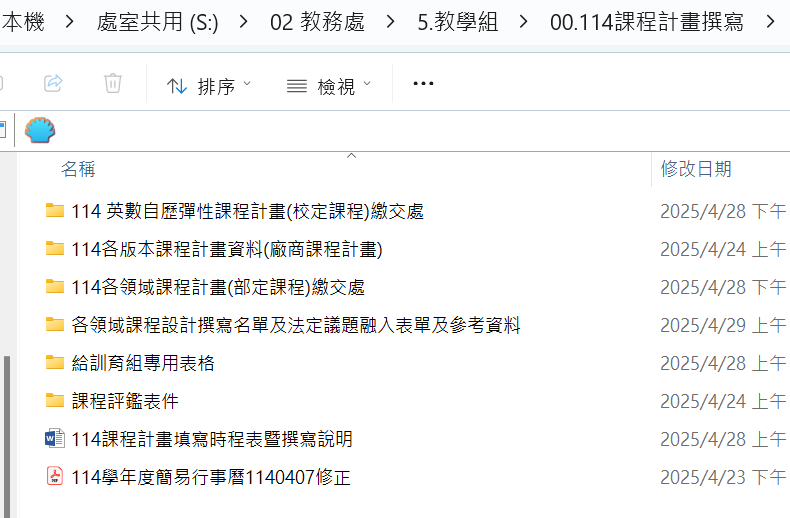 本機 > 處室共用 (S:) > 02 教務處 > 5.教學組 > 00.114課程計畫撰寫 >
排序 檢視 ...
名稱 修改日期
114 英數自歷彈性課程計畫(校定課程)繳交處 2025/4/28 下午
114各版本課程計畫資料(廠商課程計畫) 2025/4/24 上午
114各領域課程計畫(部定課程)繳交處 2025/4/28 下午
各領域課程設計撰寫名單及法定議題融入表單及參考資料 2025/4/29 上午
給訓育組專用表格 2025/4/28 上午
課程評鑑表件 2025/4/24 上午
114課程計畫填寫時程表暨撰寫說明 2025/4/28 上午
114學年度簡易行事曆1140407修正 2025/4/23 下午